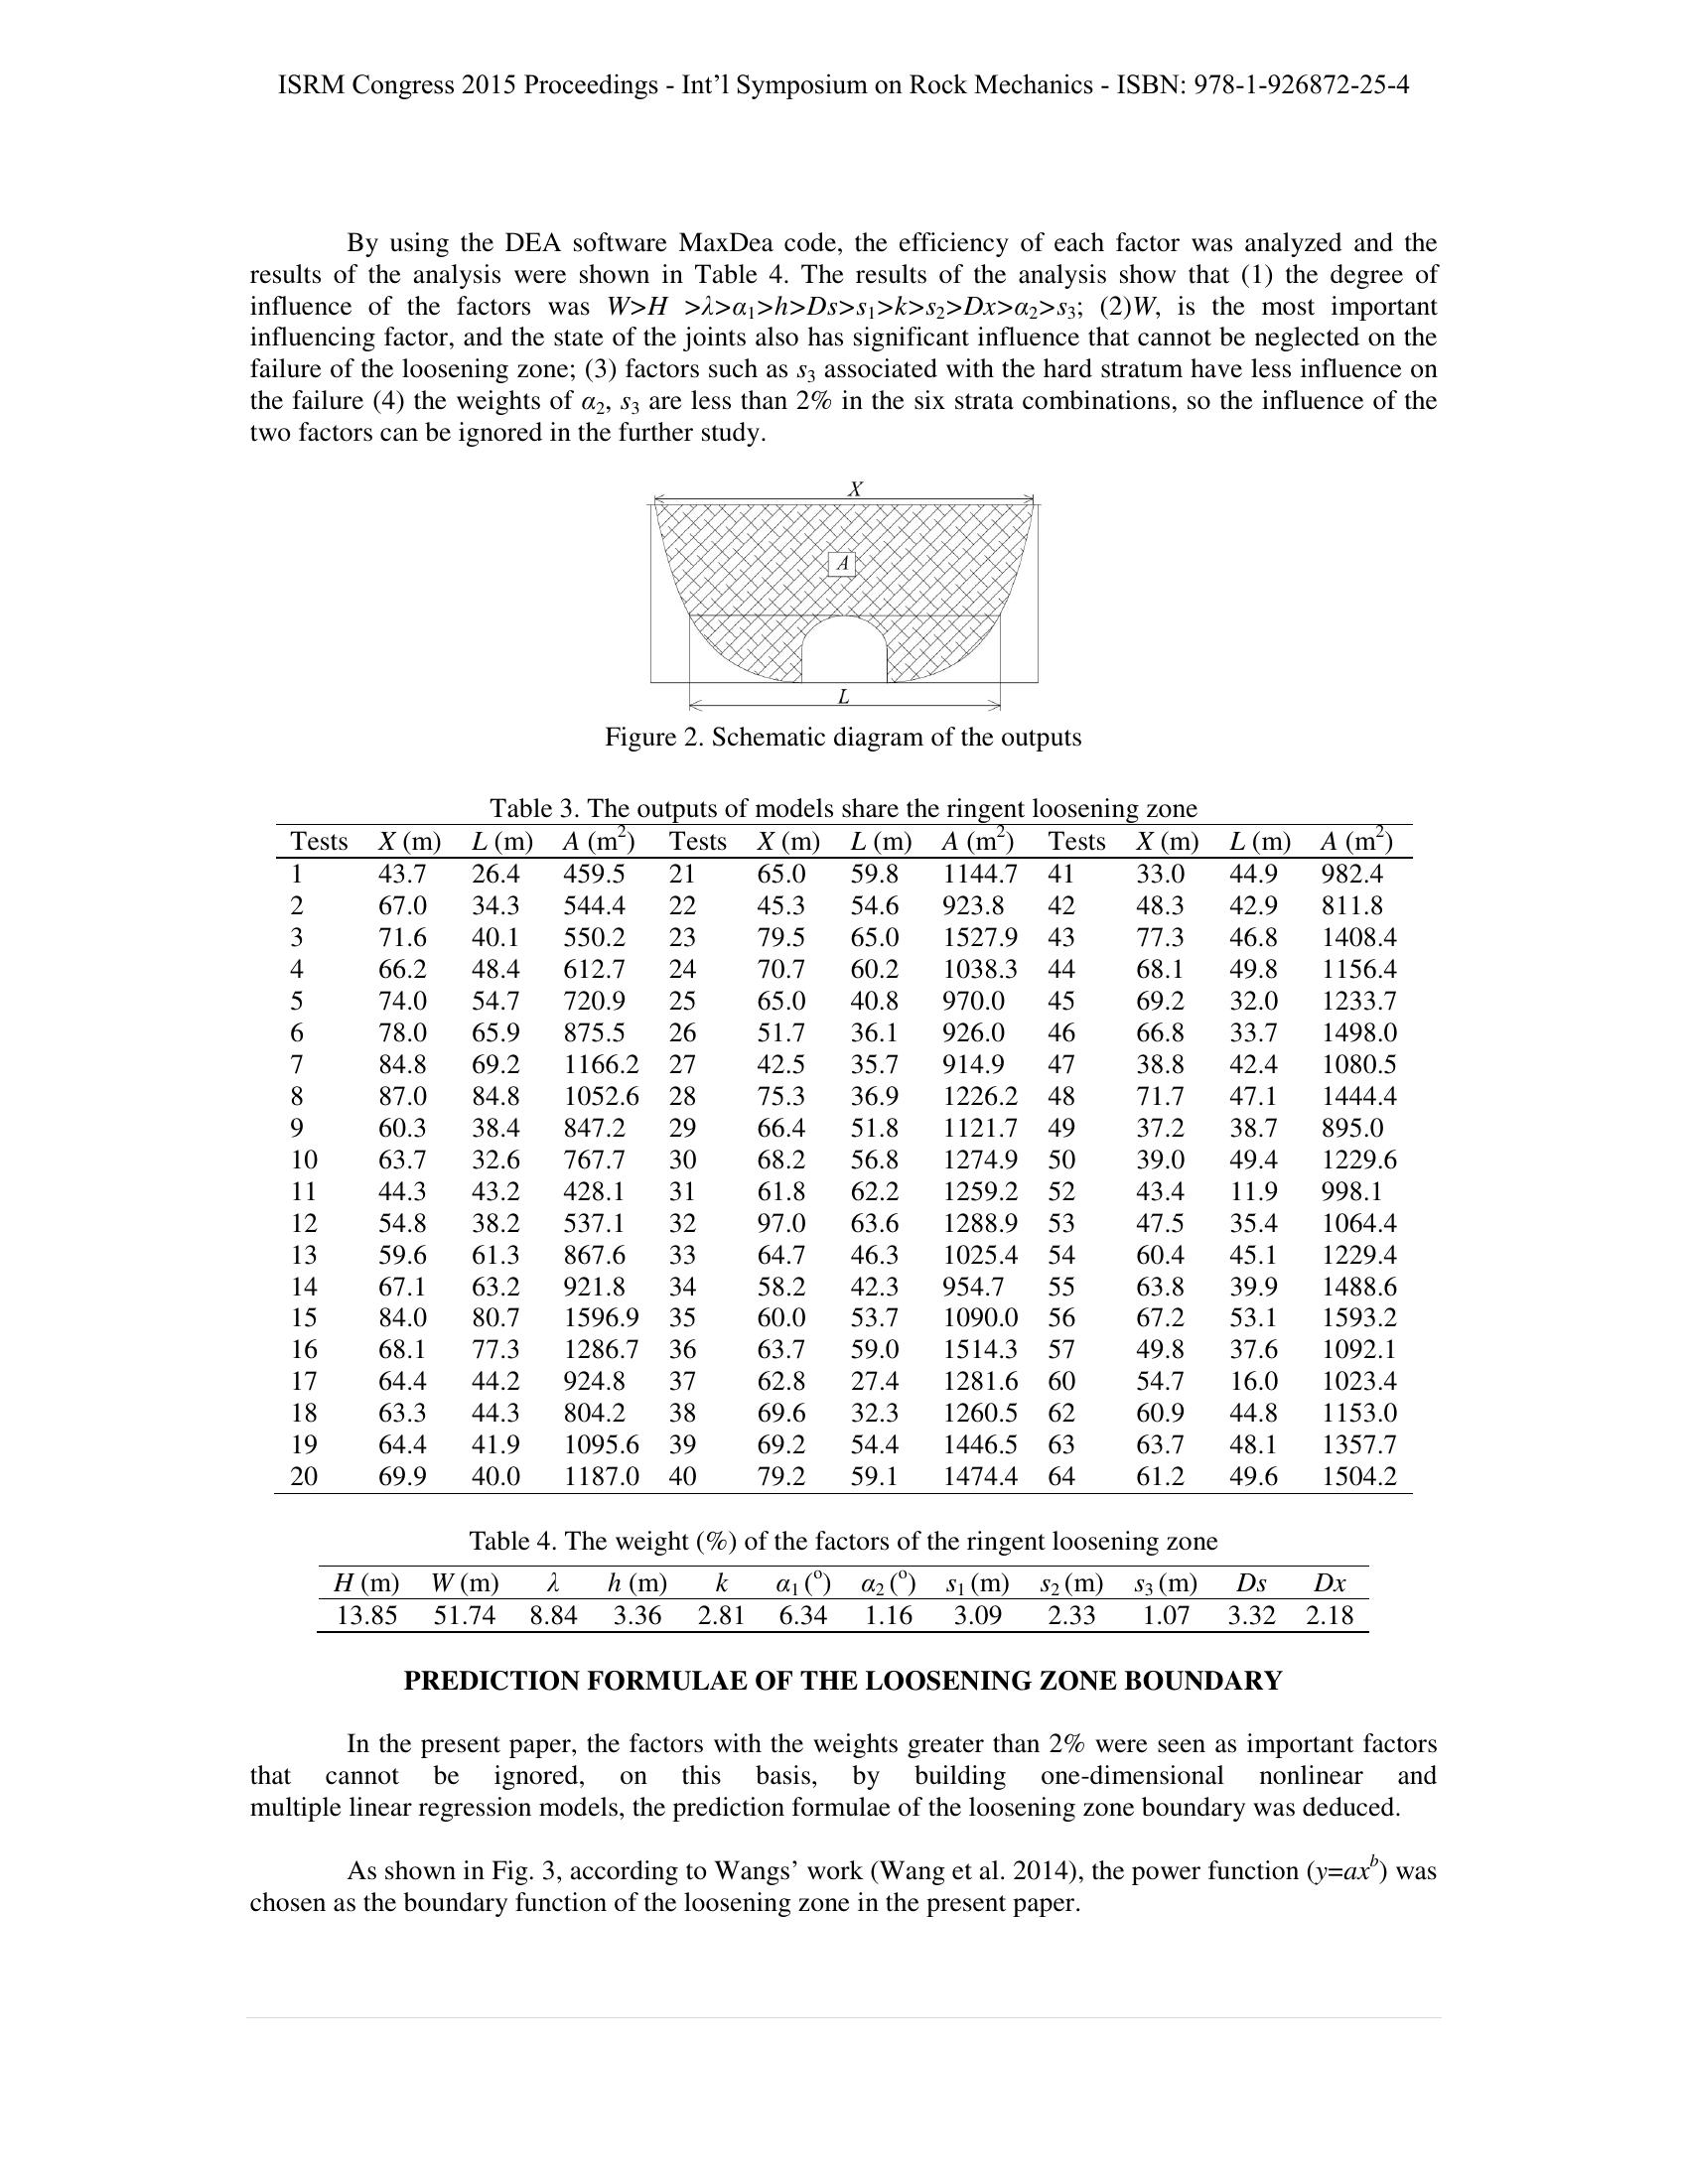 ISRM Congress 2015 Proceedings - Int'l Symposium on Rock Mechanics - ISBN: 978-1-926872-25-4
By using the DEA software MaxDea code, the efficiency of each factor was analyzed and the
results of the analysis were shown in Table 4. The results of the analysis show that (1) the degree of
influence of the factors was W>H >λ>α₁>h>Ds>s₁>k>s₂>Dx>α₂>s₃; (2)W, is the most important
influencing factor, and the state of the joints also has significant influence that cannot be neglected on the
failure of the loosening zone; (3) factors such as s₃ associated with the hard stratum have less influence on
the failure (4) the weights of α₂, s₃ are less than 2% in the six strata combinations, so the influence of the
two factors can be ignored in the further study.
X
A
L
Figure 2. Schematic diagram of the outputs
Table 3. The outputs of models share the ringent loosening zone
Tests X (m) L (m) A (m²) Tests X (m) L (m) A (m²) Tests X (m) L (m) A (m²)
1 43.7 26.4 459.5 21 65.0 59.8 1144.7 41 33.0 44.9 982.4
2 67.0 34.3 544.4 22 45.3 54.6 923.8 42 48.3 42.9 811.8
3 71.6 40.1 550.2 23 79.5 65.0 1527.9 43 77.3 46.8 1408.4
4 66.2 48.4 612.7 24 70.7 60.2 1038.3 44 68.1 49.8 1156.4
5 74.0 54.7 720.9 25 65.0 40.8 970.0 45 69.2 32.0 1233.7
6 78.0 65.9 875.5 26 51.7 36.1 926.0 46 66.8 33.7 1498.0
7 84.8 69.2 1166.2 27 42.5 35.7 914.9 47 38.8 42.4 1080.5
8 87.0 84.8 1052.6 28 75.3 36.9 1226.2 48 71.7 47.1 1444.4
9 60.3 38.4 847.2 29 66.4 51.8 1121.7 49 37.2 38.7 895.0
10 63.7 32.6 767.7 30 68.2 56.8 1274.9 50 39.0 49.4 1229.6
11 44.3 43.2 428.1 31 61.8 62.2 1259.2 52 43.4 11.9 998.1
12 54.8 38.2 537.1 32 97.0 63.6 1288.9 53 47.5 35.4 1064.4
13 59.6 61.3 867.6 33 64.7 46.3 1025.4 54 60.4 45.1 1229.4
14 67.1 63.2 921.8 34 58.2 42.3 954.7 55 63.8 39.9 1488.6
15 84.0 80.7 1596.9 35 60.0 53.7 1090.0 56 67.2 53.1 1593.2
16 68.1 77.3 1286.7 36 63.7 59.0 1514.3 57 49.8 37.6 1092.1
17 64.4 44.2 924.8 37 62.8 27.4 1281.6 60 54.7 16.0 1023.4
18 63.3 44.3 804.2 38 69.6 32.3 1260.5 62 60.9 44.8 1153.0
19 64.4 41.9 1095.6 39 69.2 54.4 1446.5 63 63.7 48.1 1357.7
20 69.9 40.0 1187.0 40 79.2 59.1 1474.4 64 61.2 49.6 1504.2
Table 4. The weight (%) of the factors of the ringent loosening zone
H (m) W (m) λ h (m) k α₁ (°) α₂ (°) s₁ (m) s₂ (m) s₃ (m) Ds Dx
13.85 51.74 8.84 3.36 2.81 6.34 1.16 3.09 2.33 1.07 3.32 2.18
PREDICTION FORMULAE OF THE LOOSENING ZONE BOUNDARY
In the present paper, the factors with the weights greater than 2% were seen as important factors
that cannot be ignored, on this basis, by building one-dimensional nonlinear and
multiple linear regression models, the prediction formulae of the loosening zone boundary was deduced.
As shown in Fig. 3, according to Wangs' work (Wang et al. 2014), the power function (y=axᵇ) was
chosen as the boundary function of the loosening zone in the present paper.